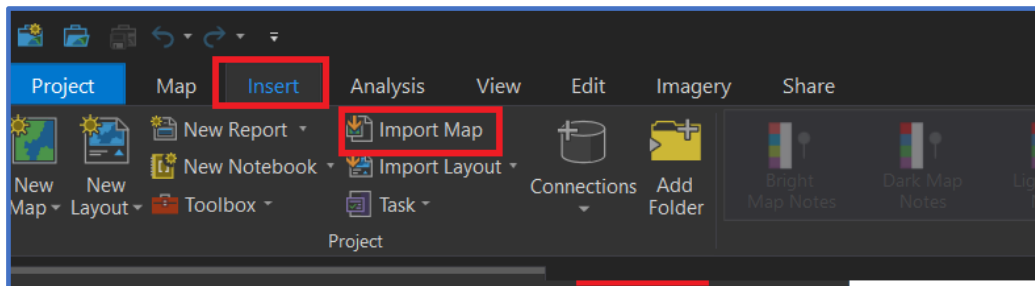 Project Map Insert Analysis View Edit Imagery Share
New Map
New Layout
New Report
New Notebook
Toolbox
Import Map
Import Layout
Task
Connections
Add Folder
Bright Map Notes
Dark Map Notes
Project